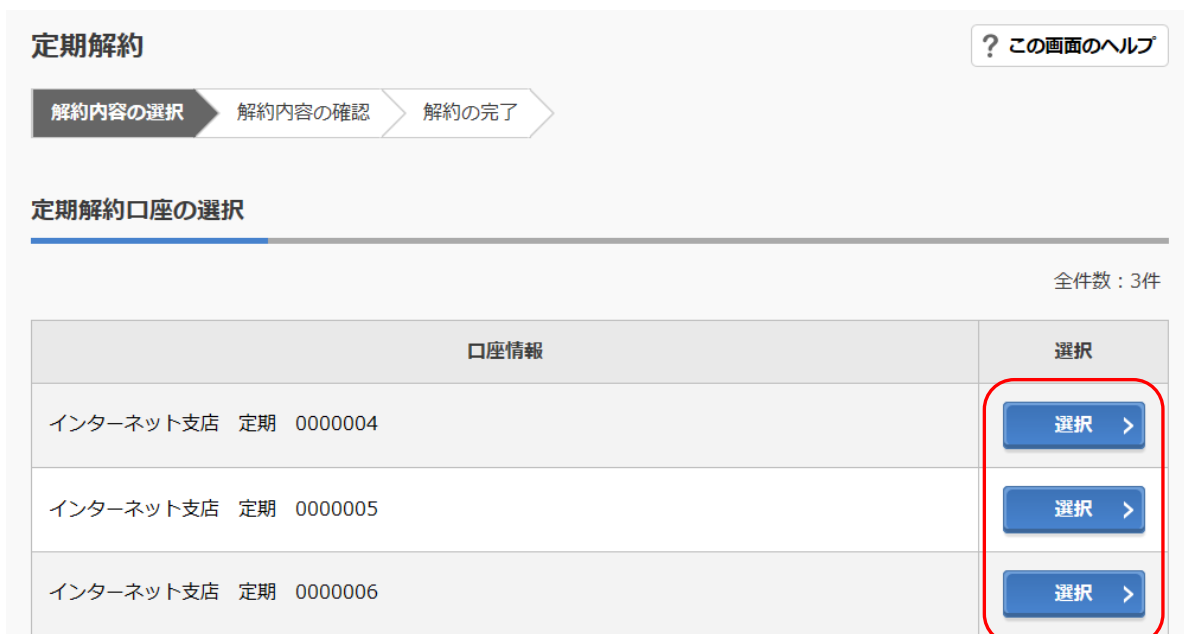 定期解約
? この画面のヘルプ
解約内容の選択 解約内容の確認 解約の完了
定期解約口座の選択
全件数：3件
口座情報 選択
インターネット支店 定期 0000004 選択
インターネット支店 定期 0000005 選択
インターネット支店 定期 0000006 選択